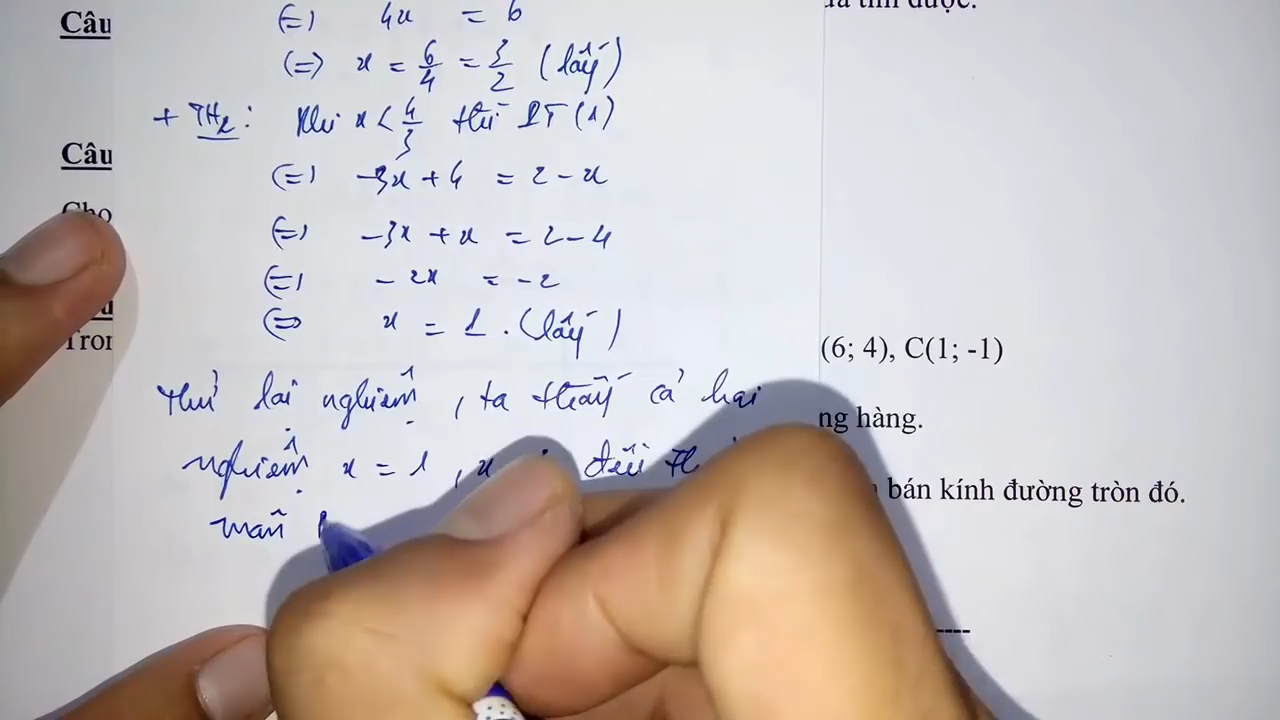 Câu
(=) 4x = 6
(=) x = 6/4 = 3/2 (lấy)
+ TH2: Khi x < 4/3 thì PT (1)
Câu
(=) -3x + 4 = 2 - x
Cho
(=) -3x + x = 2 - 4
(=) -2x = -2
(=) x = 1. (lấy)
(6; 4), C(1; -1)
Thử lại nghiệm, ta thấy cả hai
ng hàng.
nghiệm x = 1, x đều
bán kính đường tròn đó.
mãn
----